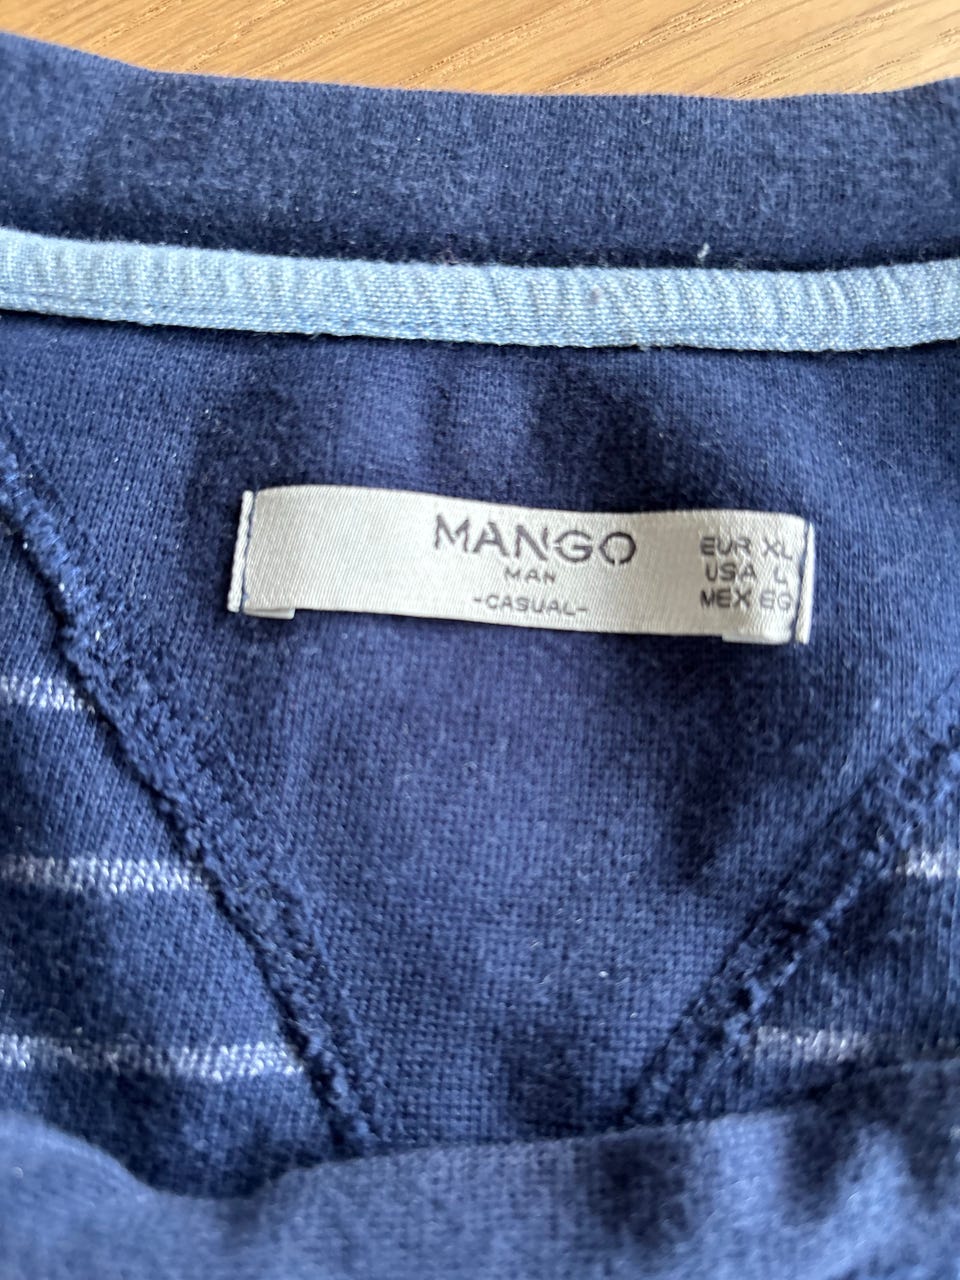 MANGO
MAN
-CASUAL-
EUR XL
USA L
MEX EG